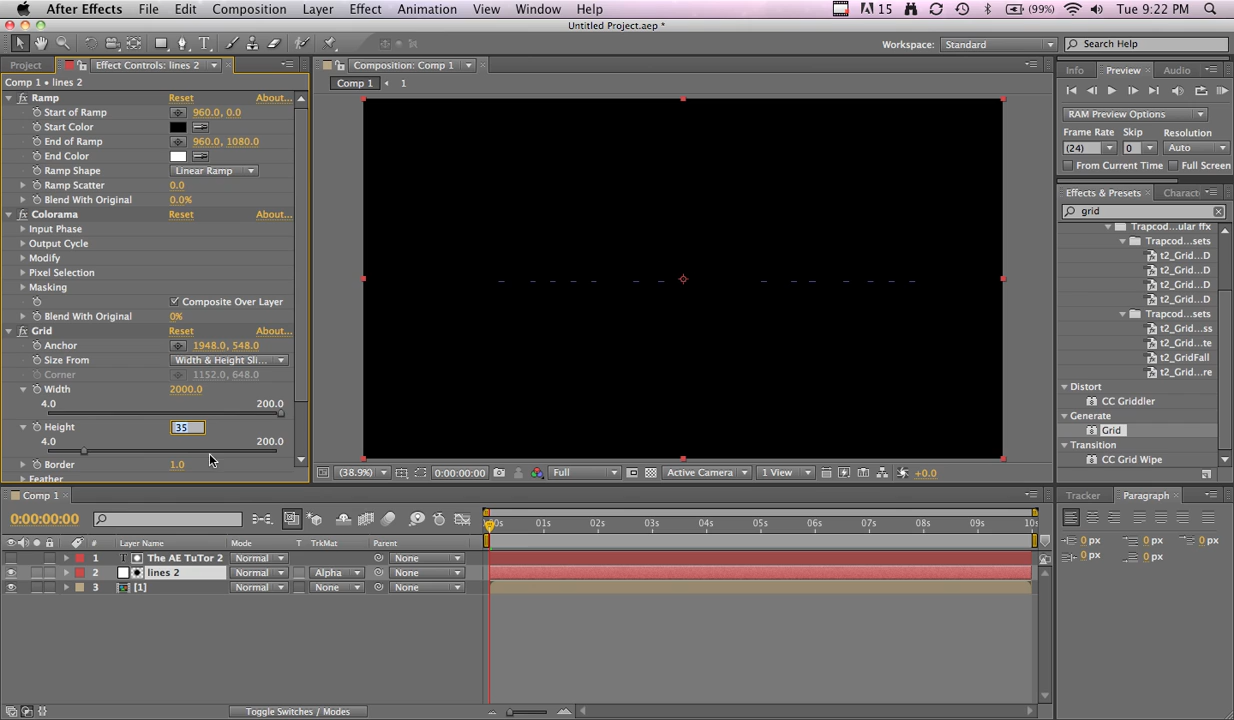 After Effects File Edit Composition Layer Effect Animation View Window Help 15 (99%) Tue 9:22 PM
Untitled Project.aep *
Workspace: Standard Search Help
Project Effect Controls: lines 2 Composition: Comp 1 Info Preview Audio
Comp 1 • lines 2 Comp 1 1
Ramp Reset About...
Start of Ramp 960.0, 0.0
Start Color
End of Ramp 960.0, 1080.0
End Color
Ramp Shape Linear Ramp
Ramp Scatter 0.0
Blend With Original 0.0%
Colorama Reset About...
Input Phase
Output Cycle
Modify
Pixel Selection
Masking
Composite Over Layer
Blend With Original 0%
Grid Reset About...
Anchor 1948.0, 548.0
Size From Width & Height Sli...
Corner 1152.0, 648.0
Width 2000.0
4.0 200.0
Height 35
4.0 200.0
Border 1.0
Feather
RAM Preview Options
Frame Rate Skip Resolution
(24) 0 Auto
From Current Time Full Screen
Effects & Presets Charact
grid
Trapcod...ular ffx
Trapcod...sets
t2_Grid...D
t2_Grid...D
t2_Grid...D
t2_Grid...D
Trapcod...sets
t2_Grid...ss
t2_Grid...te
t2_GridFall
t2_Grid...re
Distort
CC Griddler
Generate
Grid
Transition
CC Grid Wipe
(38.9%) 0:00:00:00 Full Active Camera 1 View +0.0
Comp 1
0:00:00:00
00s 01s 02s 03s 04s 05s 06s 07s 08s 09s 10s
# Layer Name Mode T TrkMat Parent
1 T The AE TuTor 2 Normal None
2 lines 2 Normal Alpha None
3 [1] Normal None None
Toggle Switches / Modes
Tracker Paragraph
0 px 0 px 0 px
0 px 0 px